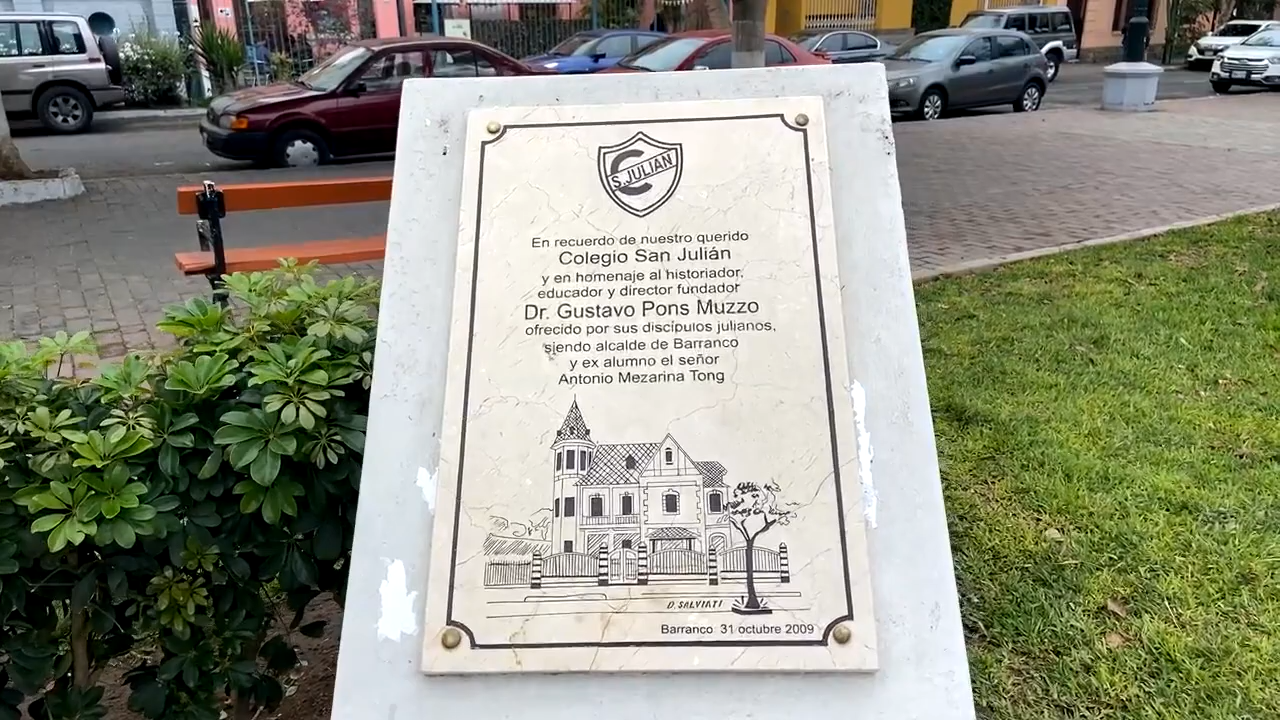 C
S. JULIÁN
En recuerdo de nuestro querido
Colegio San Julián
y en homenaje al historiador,
educador y director fundador
Dr. Gustavo Pons Muzzo
ofrecido por sus discípulos julianos,
siendo alcalde de Barranco
y ex alumno el señor
Antonio Mezarina Tong
D. SALVIATI
Barranco 31 octubre 2009